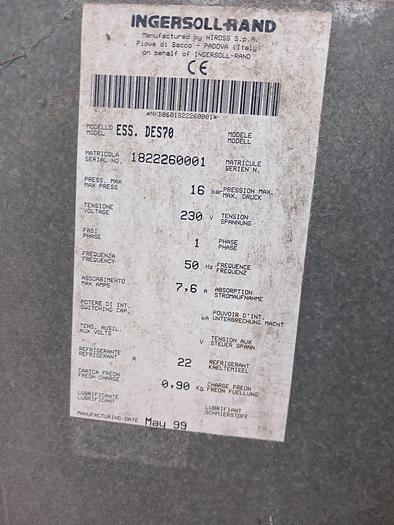 INGERSOLL-RAND
Manufactured by HIROSS S.p.A.
Piove di Sacco - PADOVA (Italy)
on behalf of INGERSOLL-RAND
CE
*NXD0601822260001*
MODELLO MODEL ESS. DES70 MODELE MODELL
MATRICOLA SERIAL NO. 1822260001 MATRICULE SERIEN N.
PRESS. MAX MAX PRESS 16 bar PRESSION MAX. MAX. DRUCK
TENSIONE VOLTAGE 230 V TENSION SPANNUNG
FASI PHASE 1 PHASE PHASE
FREQUENZA FREQUENCY 50 Hz FREQUENCE FREQUENZ
ASSORBIMENTO MAX AMPS 7,6 A ABSORPTION STROMAUFNAHME
POTERE DI INT. SWITCHING CAP. kA POUVOIR D'INT. UNTERBRECHUNG MACHT
TENS. AUSIL. AUX VOLTS V TENSION AUX STEUER SPANN
REFRIGERANTE REFRIGERANT R 22 REFRIGERANT KAELTEMIEEL
CARICA FREON FREON CHARGE 0,90 Kg CHARGE FREON FREON FUELLUNG
LUBRIFICANTE LUBRICANT LUBRIFIANT SCHMIERSTOFF
MANUFACTURING DATE May 99